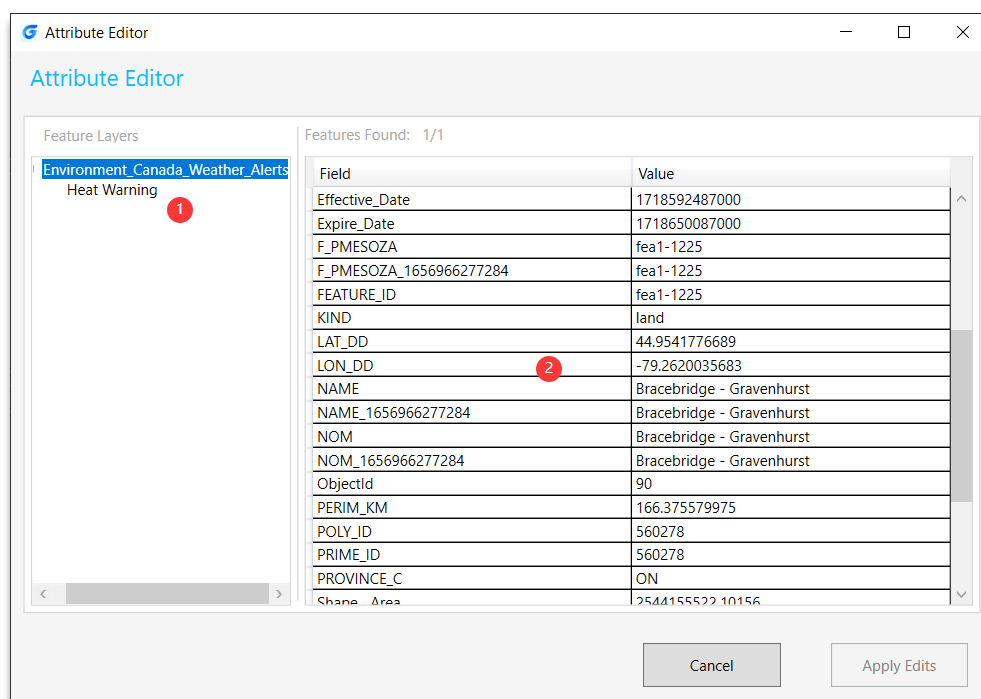 Attribute Editor
Attribute Editor
Feature Layers
Environment_Canada_Weather_Alerts
Heat Warning
1
Features Found: 1/1
Field Value
Effective_Date 1718592487000
Expire_Date 1718650087000
F_PMESOZA fea1-1225
F_PMESOZA_1656966277284 fea1-1225
FEATURE_ID fea1-1225
KIND land
LAT_DD 44.9541776689
LON_DD 2 -79.2620035683
NAME Bracebridge - Gravenhurst
NAME_1656966277284 Bracebridge - Gravenhurst
NOM Bracebridge - Gravenhurst
NOM_1656966277284 Bracebridge - Gravenhurst
ObjectId 90
PERIM_KM 166.375579975
POLY_ID 560278
PRIME_ID 560278
PROVINCE_C ON
Shape__Area 2544155522.10156
Cancel Apply Edits